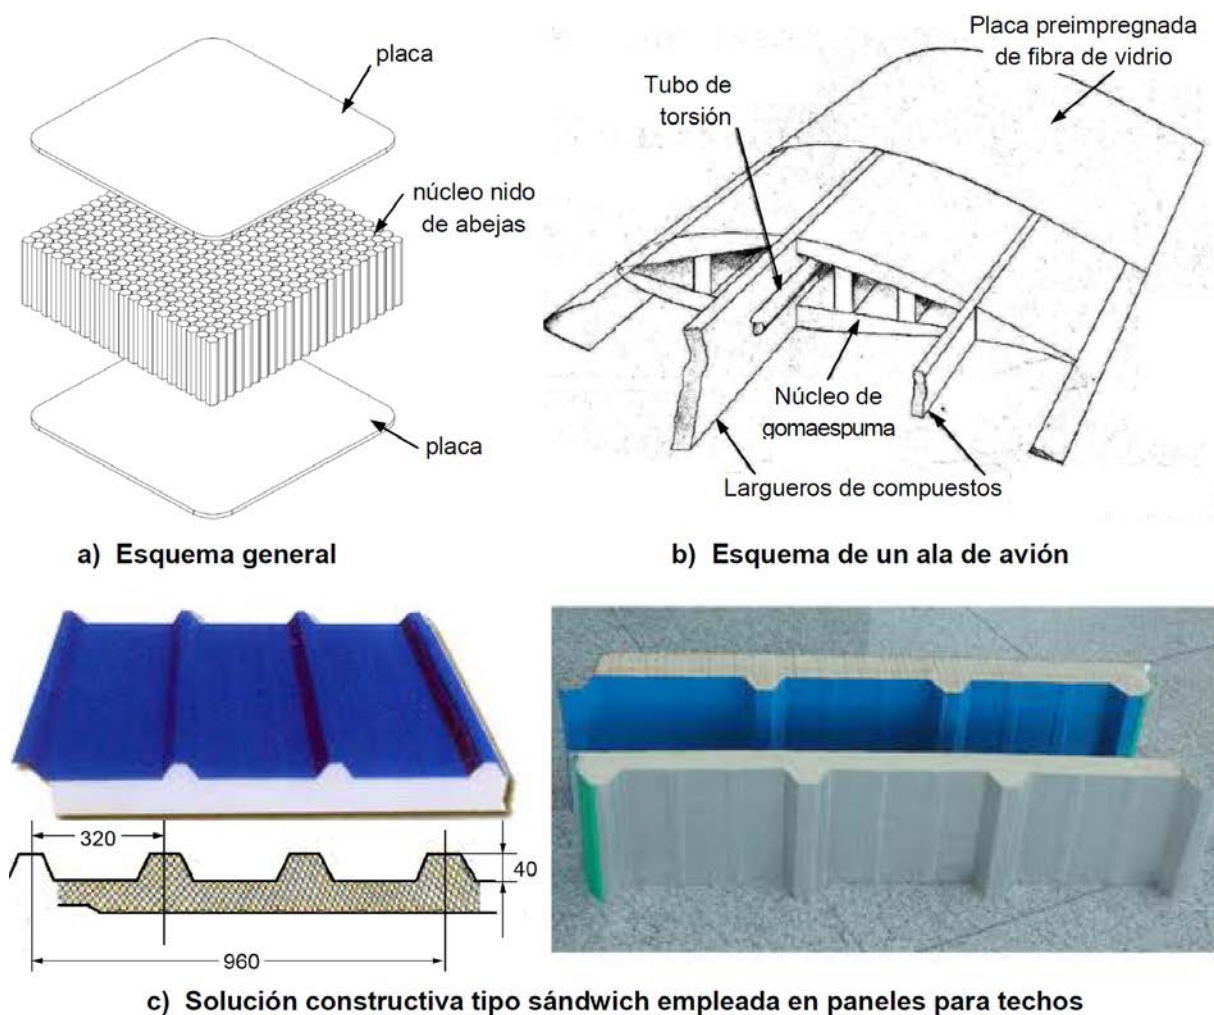 placa
núcleo nido
de abejas
placa
a) Esquema general
Placa preimpregnada
de fibra de vidrio
Tubo de
torsión
Núcleo de
gomaespuma
Largueros de compuestos
b) Esquema de un ala de avión
320
40
960
c) Solución constructiva tipo sándwich empleada en paneles para techos